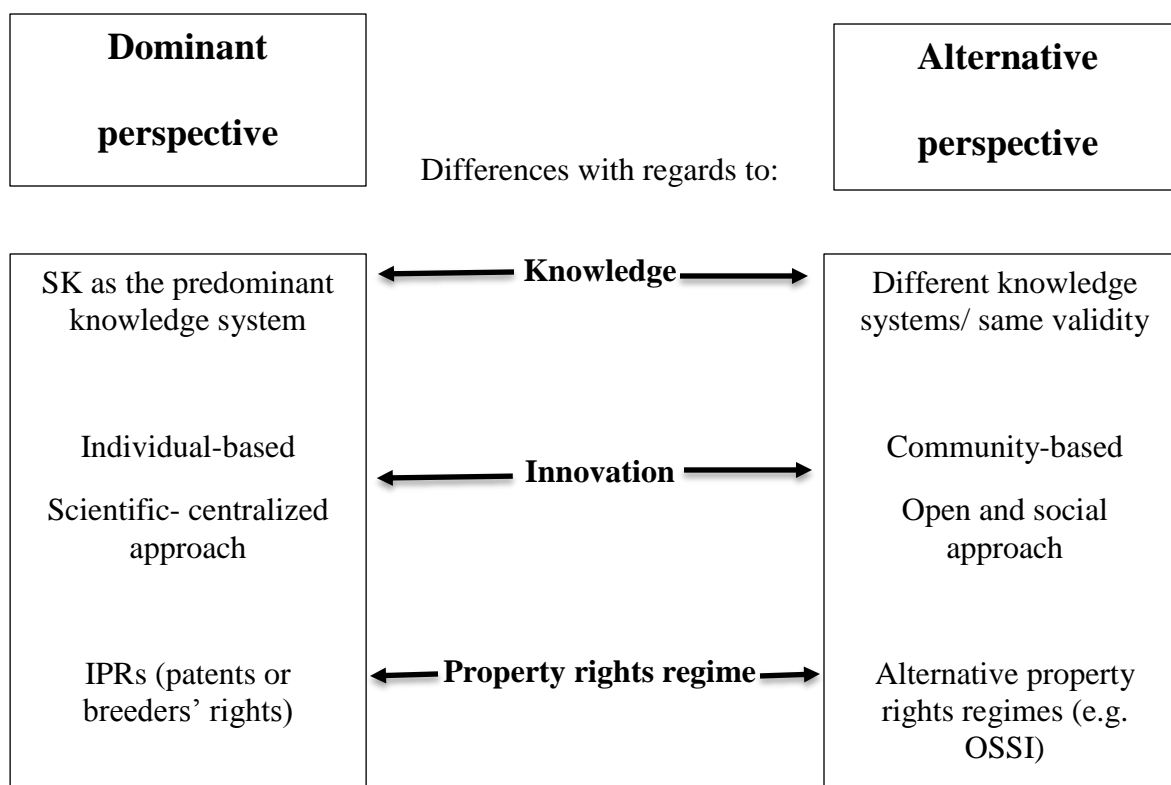 Dominant
perspective
Alternative
perspective
Differences with regards to:
SK as the predominant
knowledge system
Knowledge
Different knowledge
systems/ same validity
Individual-based
Scientific- centralized
approach
Innovation
Community-based
Open and social
approach
IPRs (patents or
breeders’ rights)
Property rights regime
Alternative property
rights regimes (e.g.
OSSI)